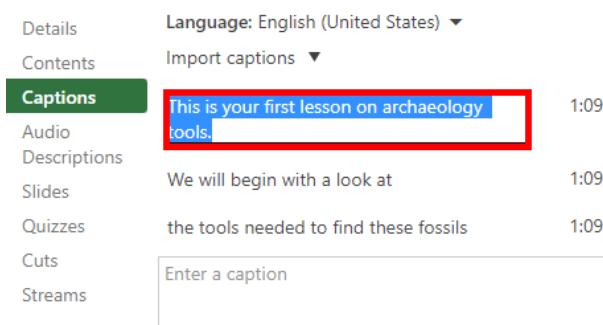 Details
Contents
Captions
Audio
Descriptions
Slides
Quizzes
Cuts
Streams
Language: English (United States)
Import captions
This is your first lesson on archaeology
tools.
1:09
We will begin with a look at
1:09
the tools needed to find these fossils
1:09
Enter a caption